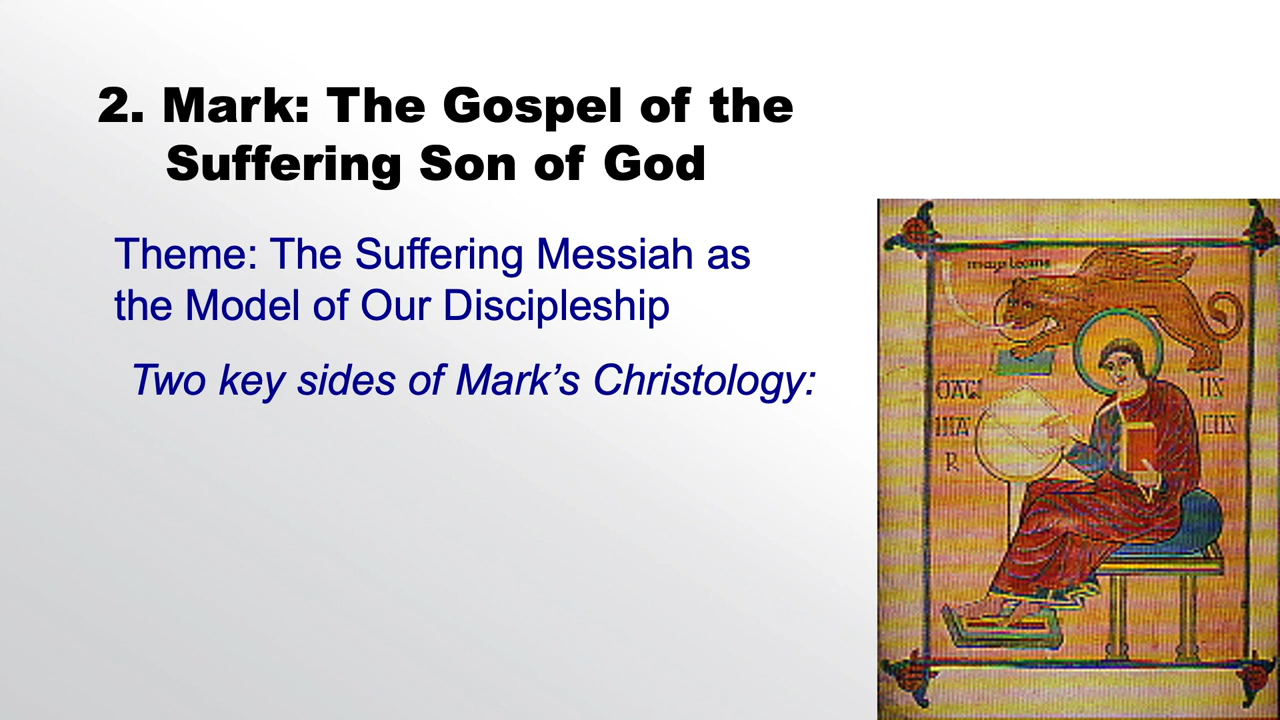 2. Mark: The Gospel of the
Suffering Son of God
Theme: The Suffering Messiah as
the Model of Our Discipleship
Two key sides of Mark’s Christology: